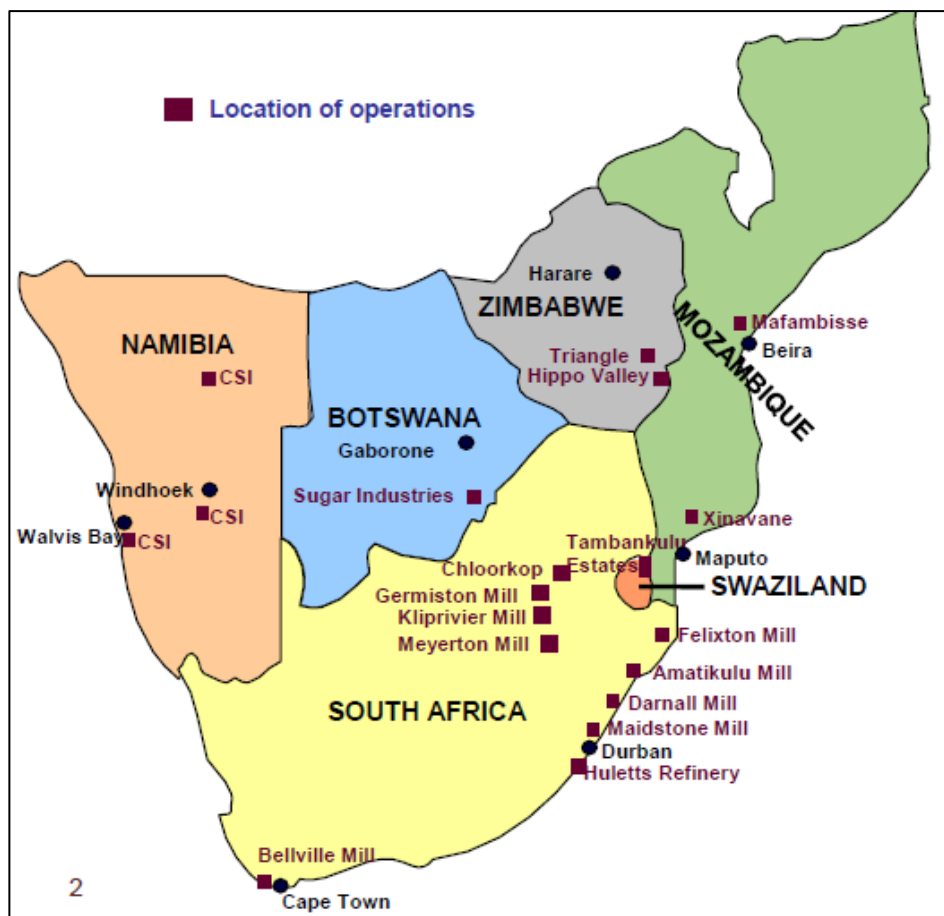 Location of operations
Harare
ZIMBABWE
MOZAMBIQUE
Mafambisse
Beira
NAMIBIA
CSI
Triangle
Hippo Valley
BOTSWANA
Gaborone
Windhoek
CSI
Walvis Bay
CSI
Sugar Industries
Xinavane
Tambankulu
Estates
Maputo
SWAZILAND
Chloorkop
Germiston Mill
Kliprivier Mill
Meyerton Mill
Felixton Mill
Amatikulu Mill
SOUTH AFRICA
Darnall Mill
Maidstone Mill
Durban
Huletts Refinery
Bellville Mill
Cape Town
2